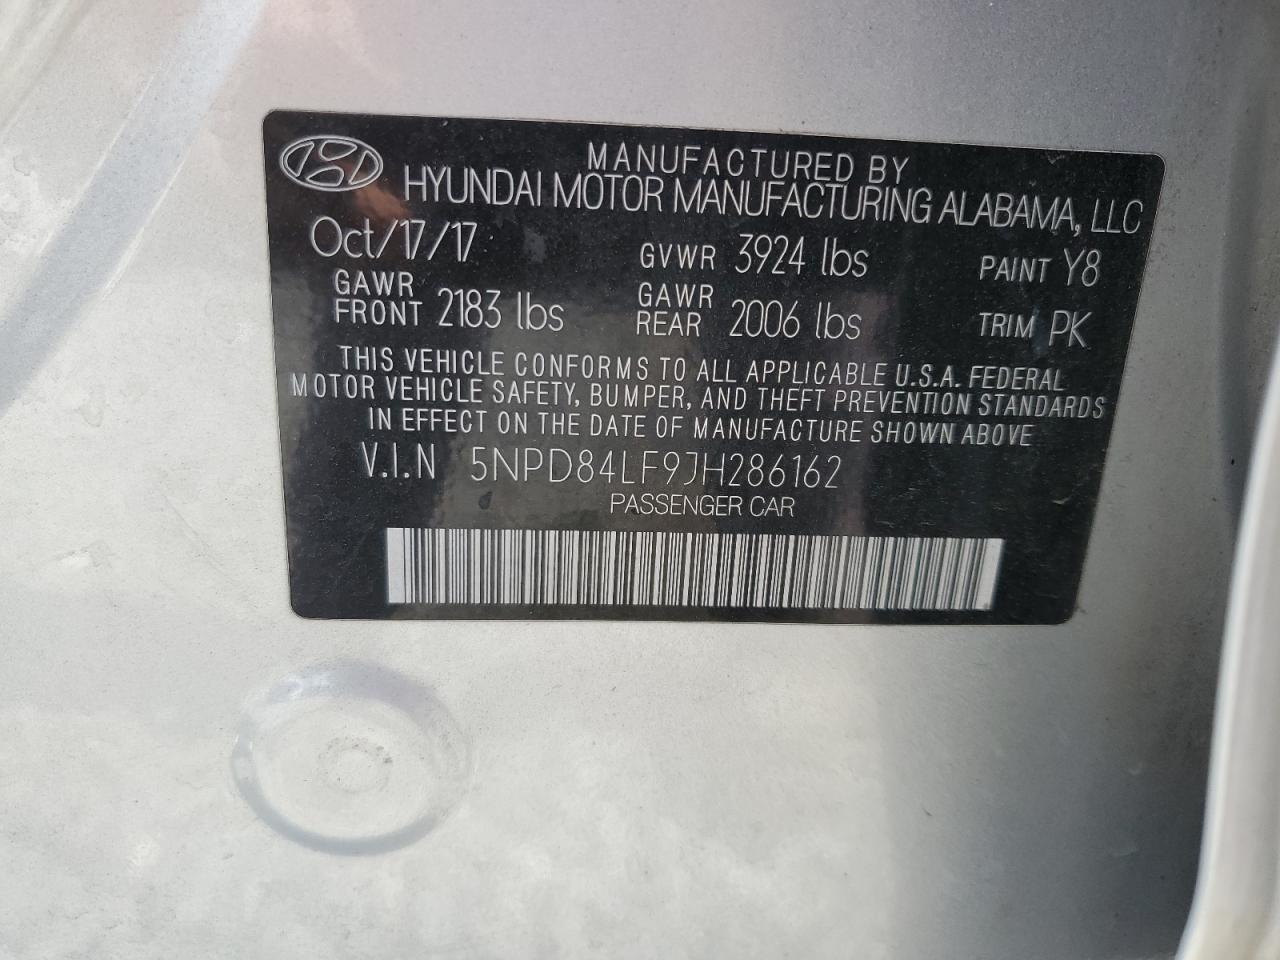 MANUFACTURED BY
HYUNDAI MOTOR MANUFACTURING ALABAMA, LLC
Oct/17/17 GVWR 3924 lbs PAINT Y8
GAWR FRONT 2183 lbs GAWR REAR 2006 lbs TRIM PK
THIS VEHICLE CONFORMS TO ALL APPLICABLE U.S.A. FEDERAL
MOTOR VEHICLE SAFETY, BUMPER, AND THEFT PREVENTION STANDARDS
IN EFFECT ON THE DATE OF MANUFACTURE SHOWN ABOVE
V.I.N 5NPD84LF9JH286162
PASSENGER CAR